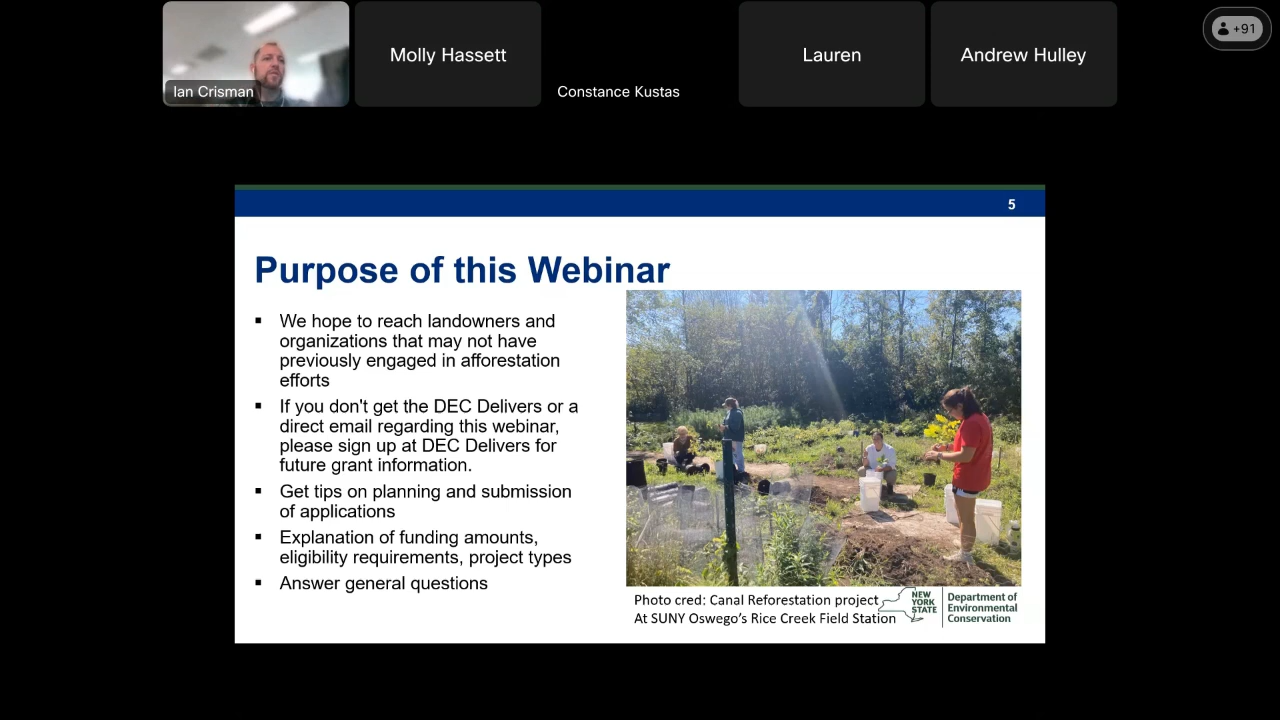 Ian Crisman
Molly Hassett
Constance Kustas
Lauren
Andrew Hulley
+91
5
Purpose of this Webinar
▪ We hope to reach landowners and
organizations that may not have
previously engaged in afforestation
efforts
▪ If you don't get the DEC Delivers or a
direct email regarding this webinar,
please sign up at DEC Delivers for
future grant information.
▪ Get tips on planning and submission
of applications
▪ Explanation of funding amounts,
eligibility requirements, project types
▪ Answer general questions
Photo cred: Canal Reforestation project
At SUNY Oswego's Rice Creek Field Station
NEW
YORK
STATE
Department of
Environmental
Conservation